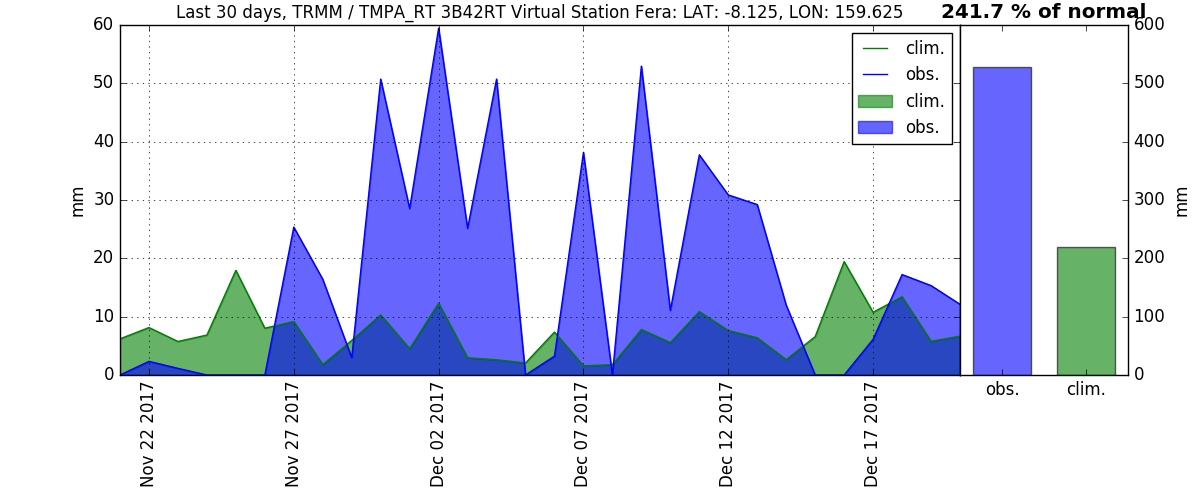 Last 30 days, TRMM / TMPA_RT 3B42RT Virtual Station Fera: LAT: -8.125, LON: 159.625
241.7 % of normal
60
50
40
30
20
10
0
mm
clim.
obs.
clim.
obs.
600
500
400
300
200
100
0
mm
Nov 22 2017
Nov 27 2017
Dec 02 2017
Dec 07 2017
Dec 12 2017
Dec 17 2017
obs.
clim.